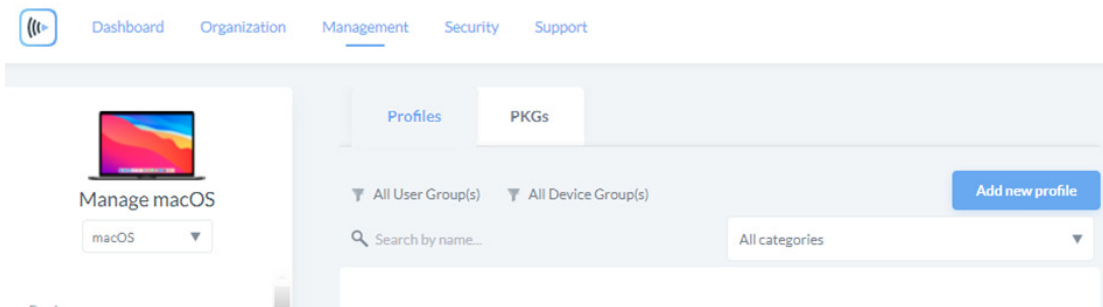 Dashboard Organization Management Security Support
Profiles PKGs
Manage macOS
macOS
All User Group(s) All Device Group(s) Add new profile
Search by name... All categories